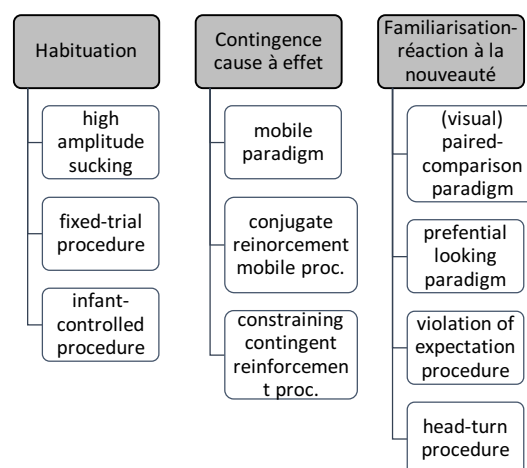 Habituation
high
amplitude
sucking
fixed-trial
procedure
infant-
controlled
procedure
Contingence
cause à effet
mobile
paradigm
conjugate
reinorcement
mobile proc.
constraining
contingent
reinforcemen
t proc.
Familiarisation-
réaction à la
nouveauté
(visual)
paired-
comparison
paradigm
prefential
looking
paradigm
violation of
expectation
procedure
head-turn
procedure